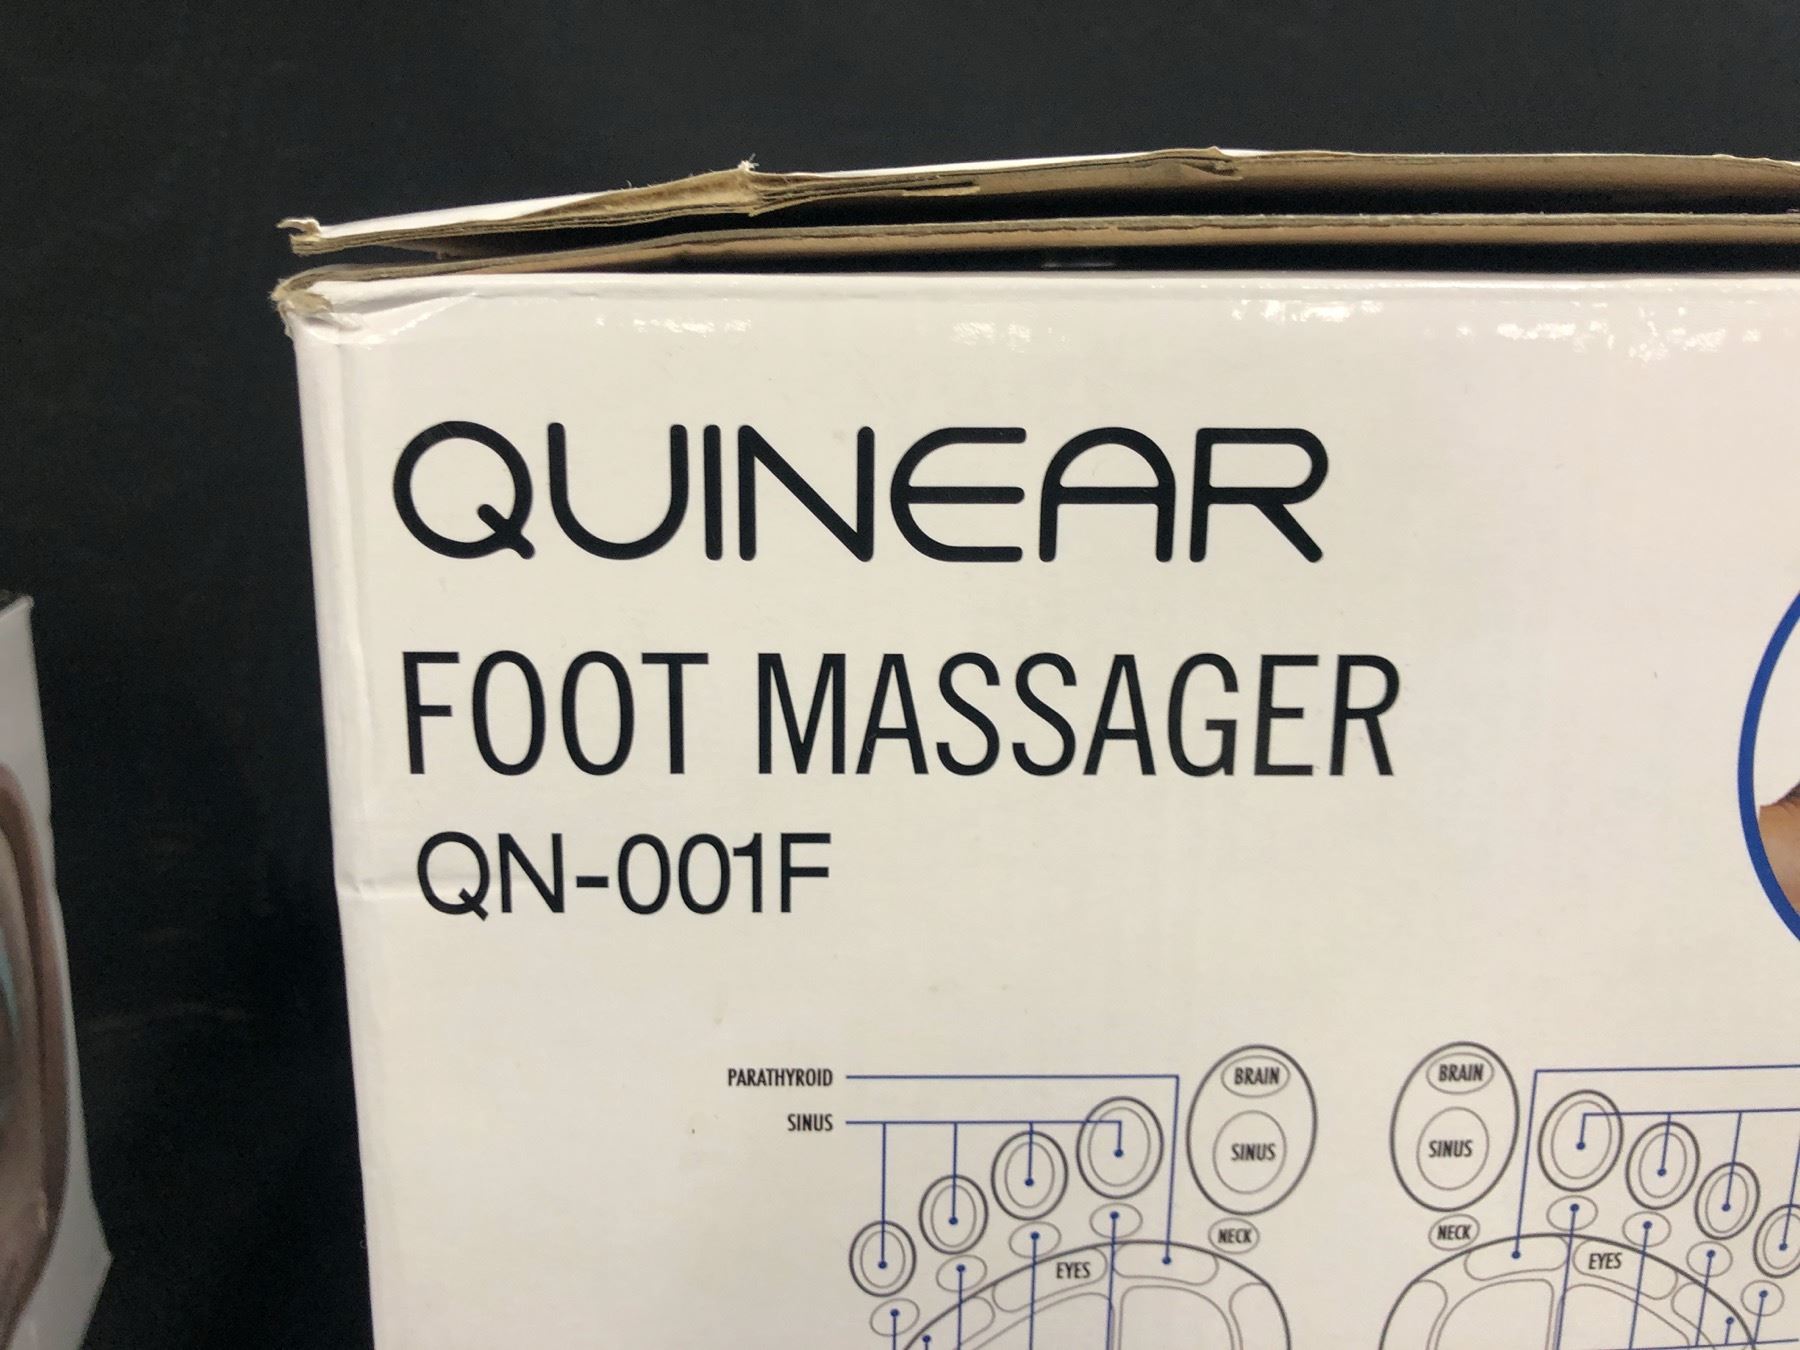 QUINEAR
FOOT MASSAGER
QN-001F
PARATHYROID
SINUS
BRAIN
BRAIN
SINUS
SINUS
NECK
NECK
EYES
EYES